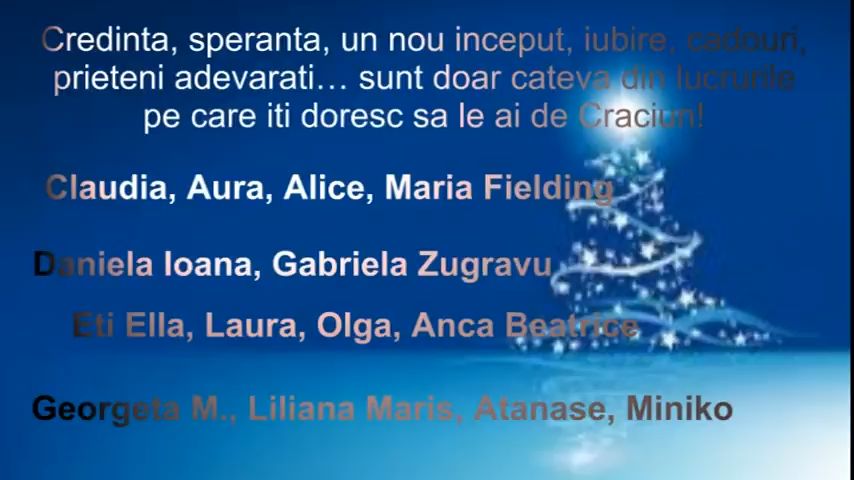 Credinta, speranta, un nou inceput, iubire, cadouri,
prieteni adevarati... sunt doar cateva din lucrurile
pe care iti doresc sa le ai de Craciun!
Claudia, Aura, Alice, Maria Fielding
Daniela Ioana, Gabriela Zugravu
Eti Ella, Laura, Olga, Anca Beatrice
Georgeta M., Liliana Maris, Atanase, Miniko